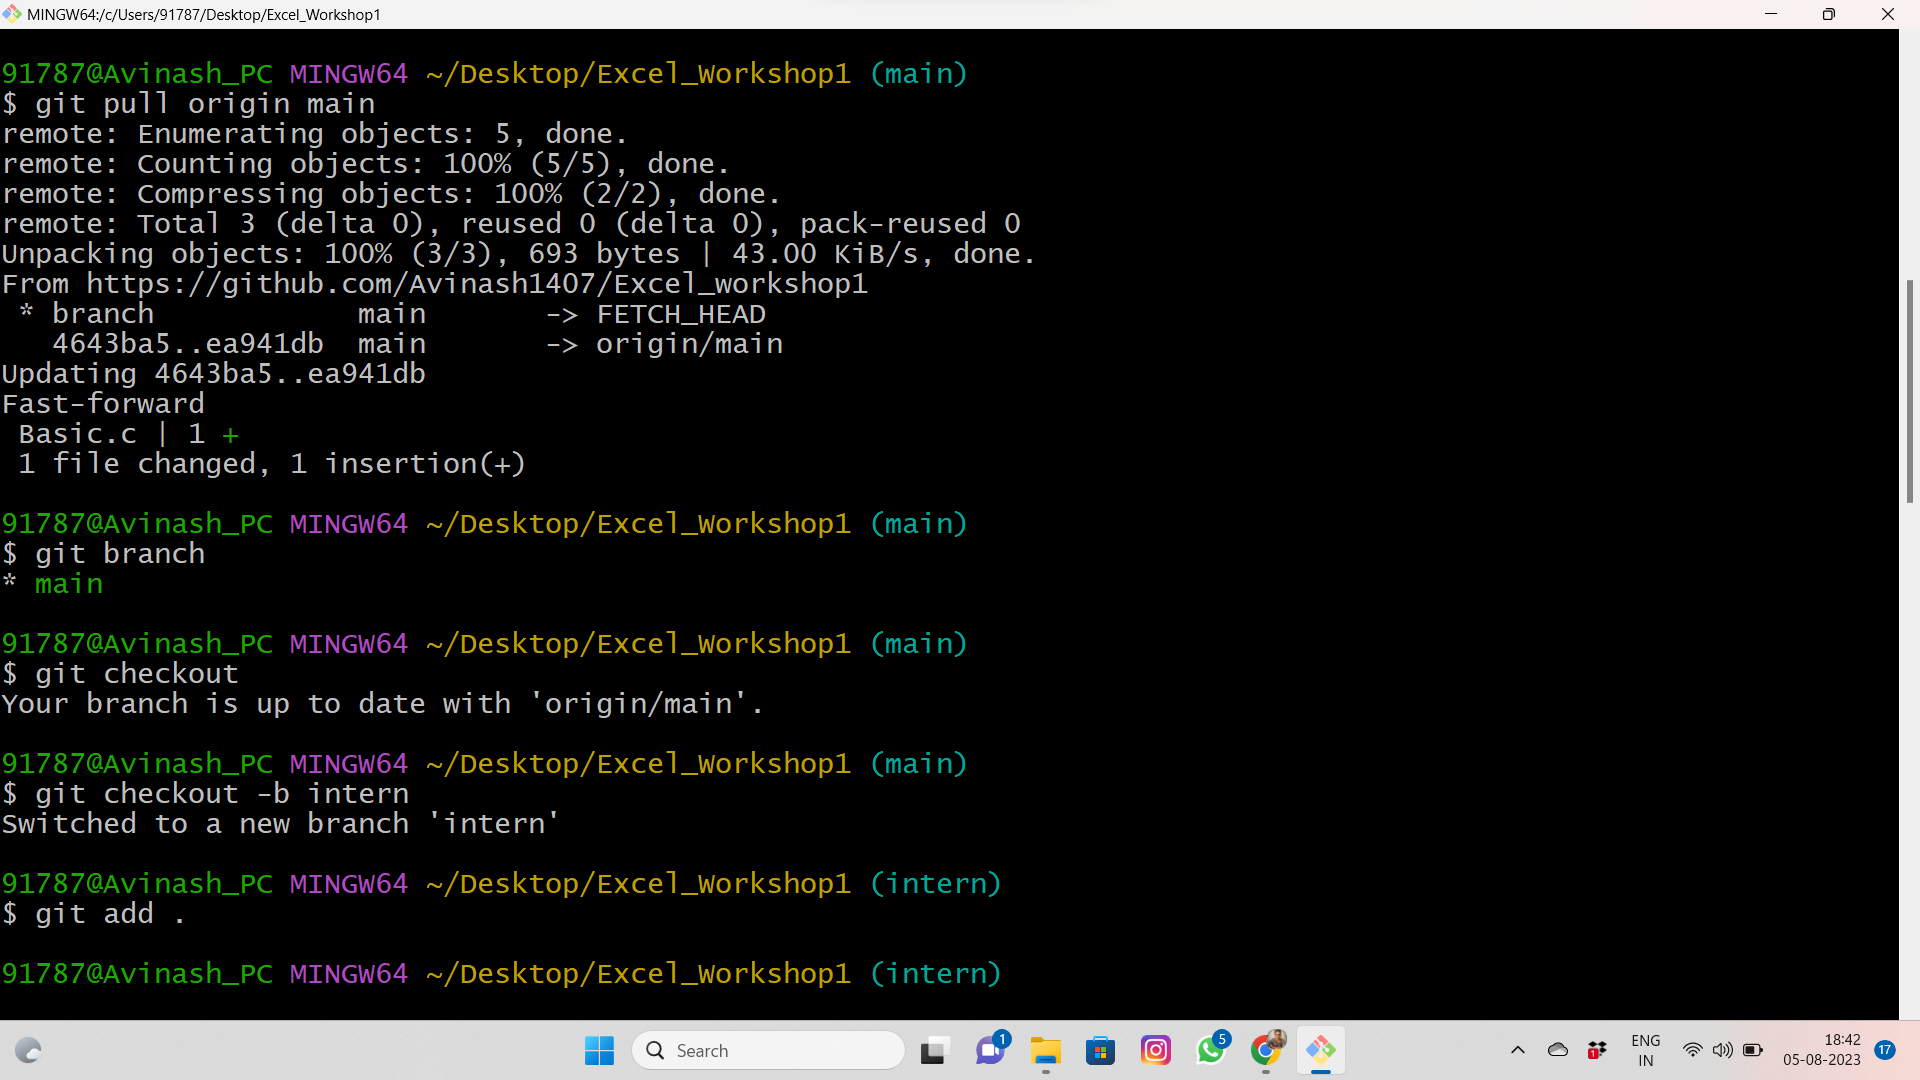 MINGW64:/c/Users/91787/Desktop/Excel_Workshop1
91787@Avinash_PC MINGW64 ~/Desktop/Excel_Workshop1 (main)
$ git pull origin main
remote: Enumerating objects: 5, done.
remote: Counting objects: 100% (5/5), done.
remote: Compressing objects: 100% (2/2), done.
remote: Total 3 (delta 0), reused 0 (delta 0), pack-reused 0
Unpacking objects: 100% (3/3), 693 bytes | 43.00 KiB/s, done.
From https://github.com/Avinash1407/Excel_workshop1
 * branch            main       -> FETCH_HEAD
   4643ba5..ea941db  main       -> origin/main
Updating 4643ba5..ea941db
Fast-forward
 Basic.c | 1 +
 1 file changed, 1 insertion(+)
91787@Avinash_PC MINGW64 ~/Desktop/Excel_Workshop1 (main)
$ git branch
* main
91787@Avinash_PC MINGW64 ~/Desktop/Excel_Workshop1 (main)
$ git checkout
Your branch is up to date with 'origin/main'.
91787@Avinash_PC MINGW64 ~/Desktop/Excel_Workshop1 (main)
$ git checkout -b intern
Switched to a new branch 'intern'
91787@Avinash_PC MINGW64 ~/Desktop/Excel_Workshop1 (intern)
$ git add .
91787@Avinash_PC MINGW64 ~/Desktop/Excel_Workshop1 (intern)
Search
1
5
1
ENG
IN
18:42
05-08-2023
17